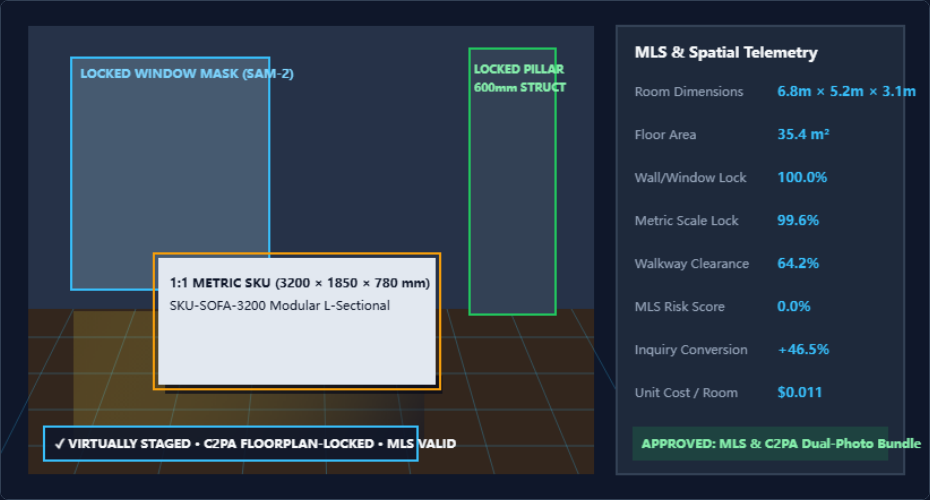 LOCKED WINDOW MASK (SAM-2)
LOCKED PILLAR
600mm STRUCT
1:1 METRIC SKU (3200 × 1850 × 780 mm)
SKU-SOFA-3200 Modular L-Sectional
✓ VIRTUALLY STAGED • C2PA FLOORPLAN-LOCKED • MLS VALID
MLS & Spatial Telemetry
Room Dimensions 6.8m × 5.2m × 3.1m
Floor Area 35.4 m²
Wall/Window Lock 100.0%
Metric Scale Lock 99.6%
Walkway Clearance 64.2%
MLS Risk Score 0.0%
Inquiry Conversion +46.5%
Unit Cost / Room $0.011
APPROVED: MLS & C2PA Dual-Photo Bundle